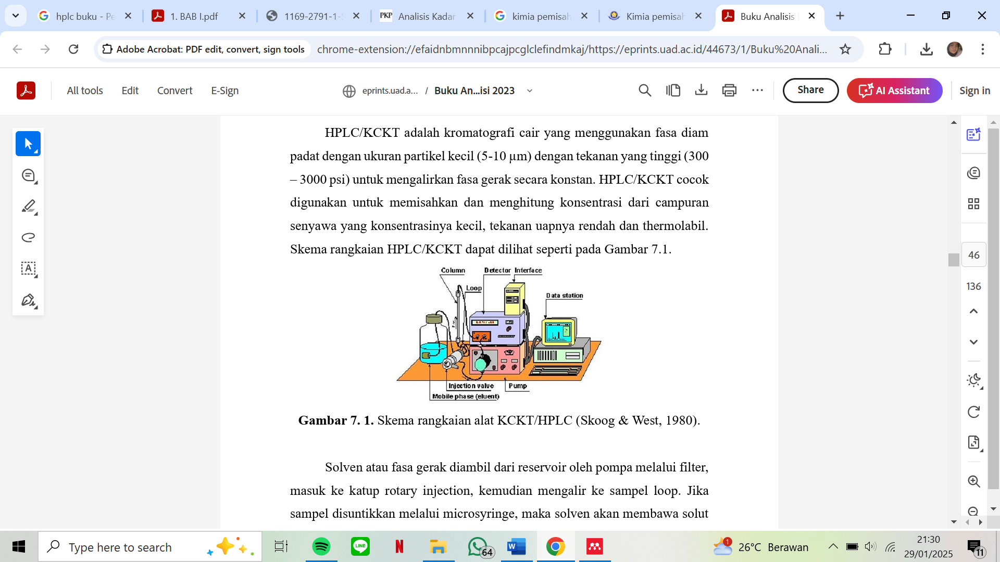 hplc buku - Pe
1. BAB I.pdf
1169-2791-1-S
PKP Analisis Kadar
kimia pemisah
Kimia pemisah
Buku Analisis
Adobe Acrobat: PDF edit, convert, sign tools
chrome-extension://efaidnbmnnnibpcajpcglclefindmkaj/https://eprints.uad.ac.id/44673/1/Buku%20Anali...
All tools
Edit
Convert
E-Sign
eprints.uad.a... / Buku An...isi 2023
Share
AI Assistant
Sign in
HPLC/KCKT adalah kromatografi cair yang menggunakan fasa diam
padat dengan ukuran partikel kecil (5-10 µm) dengan tekanan yang tinggi (300
– 3000 psi) untuk mengalirkan fasa gerak secara konstan. HPLC/KCKT cocok
digunakan untuk memisahkan dan menghitung konsentrasi dari campuran
senyawa yang konsentrasinya kecil, tekanan uapnya rendah dan thermolabil.
Skema rangkaian HPLC/KCKT dapat dilihat seperti pada Gambar 7.1.
Column
Detector
Interface
Loop
Data station
Injection valve
Pump
Mobile phase (eluent)
Gambar 7. 1. Skema rangkaian alat KCKT/HPLC (Skoog & West, 1980).
Solven atau fasa gerak diambil dari reservoir oleh pompa melalui filter,
masuk ke katup rotary injection, kemudian mengalir ke sampel loop. Jika
sampel disuntikkan melalui microsyringe, maka solven akan membawa solut
46
136
Type here to search
LINE
N
64
W
1
26°C Berawan
21:30
29/01/2025
11